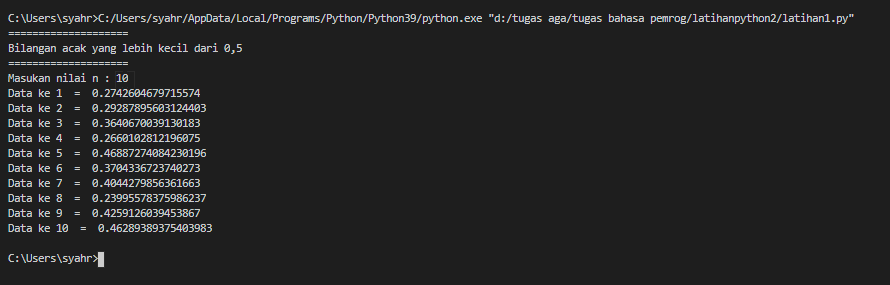 C:\Users\syahr>C:/Users/syahr/AppData/Local/Programs/Python/Python39/python.exe "d:/tugas aga/tugas bahasa pemrog/latihanpython2/latihan1.py"
====================
Bilangan acak yang lebih kecil dari 0,5
====================
Masukan nilai n : 10
Data ke 1  =  0.2742604679715574
Data ke 2  =  0.29287895603124403
Data ke 3  =  0.3640670039130183
Data ke 4  =  0.2660102812196075
Data ke 5  =  0.46887274084230196
Data ke 6  =  0.3704336723740273
Data ke 7  =  0.4044279856361663
Data ke 8  =  0.23995578375986237
Data ke 9  =  0.4259126039453867
Data ke 10  =  0.46289389375403983
C:\Users\syahr>